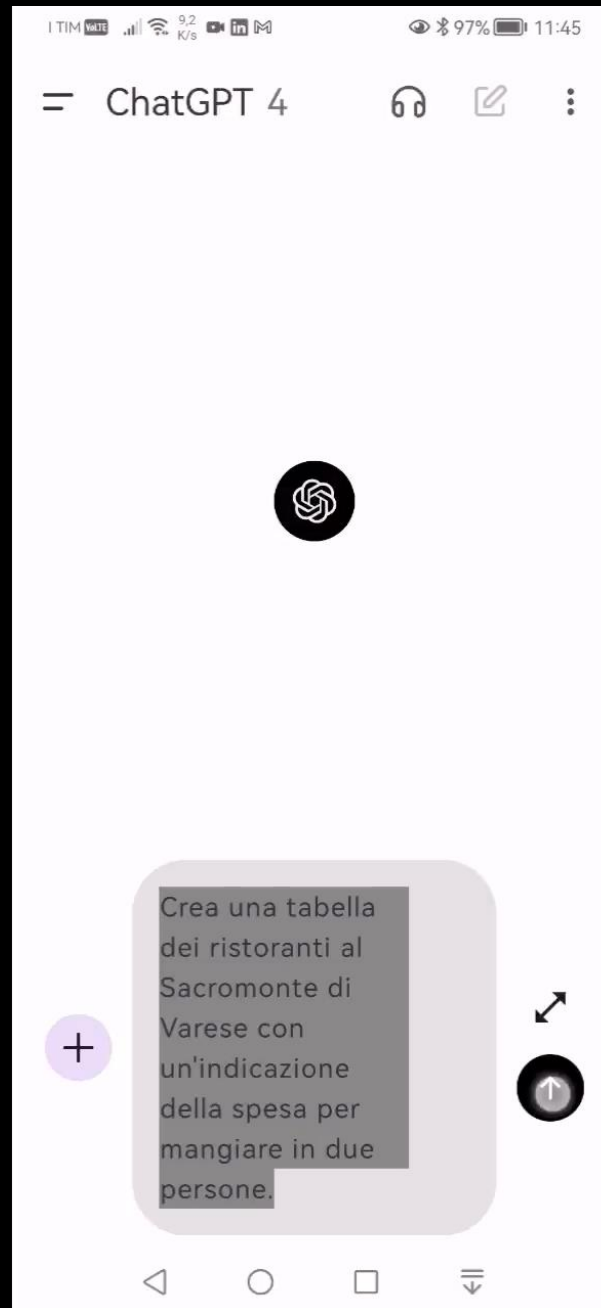 TIM VoLTE 9,2 K/s 97% 11:45
ChatGPT 4
Crea una tabella
dei ristoranti al
Sacromonte di
Varese con
un'indicazione
della spesa per
mangiare in due
persone.